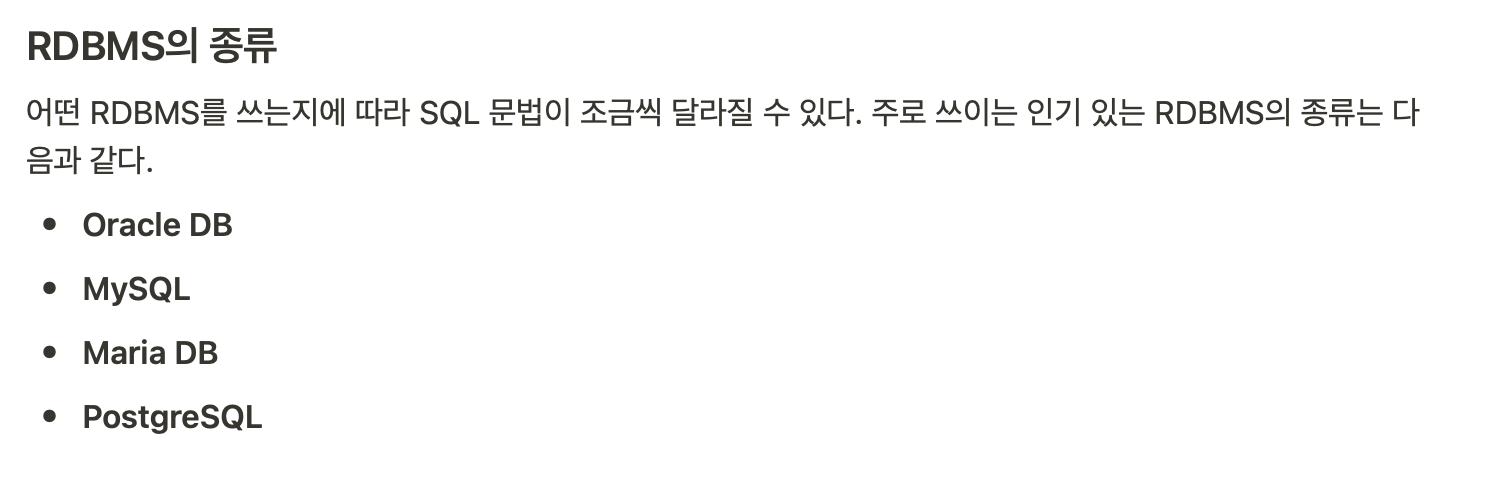 RDBMS의 종류
어떤 RDBMS를 쓰는지에 따라 SQL 문법이 조금씩 달라질 수 있다. 주로 쓰이는 인기 있는 RDBMS의 종류는 다
음과 같다.
• Oracle DB
• MySQL
• Maria DB
• PostgreSQL